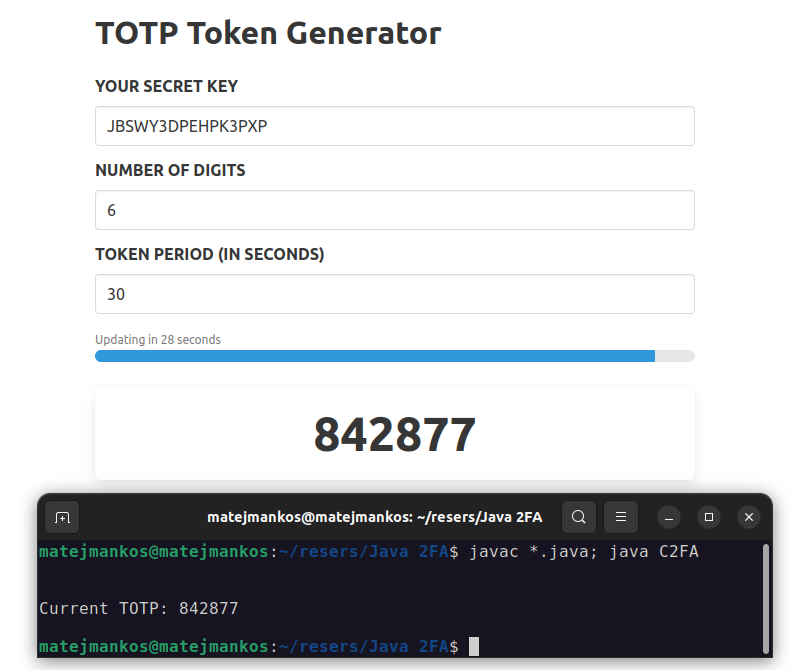 TOTP Token Generator
YOUR SECRET KEY
JBSWY3DPEHPK3PXP
NUMBER OF DIGITS
6
TOKEN PERIOD (IN SECONDS)
30
Updating in 28 seconds
842877
matejmankos@matejmankos: ~/resers/Java 2FA
matejmankos@matejmankos:~/resers/Java 2FA$ javac *.java; java C2FA
Current TOTP: 842877
matejmankos@matejmankos:~/resers/Java 2FA$